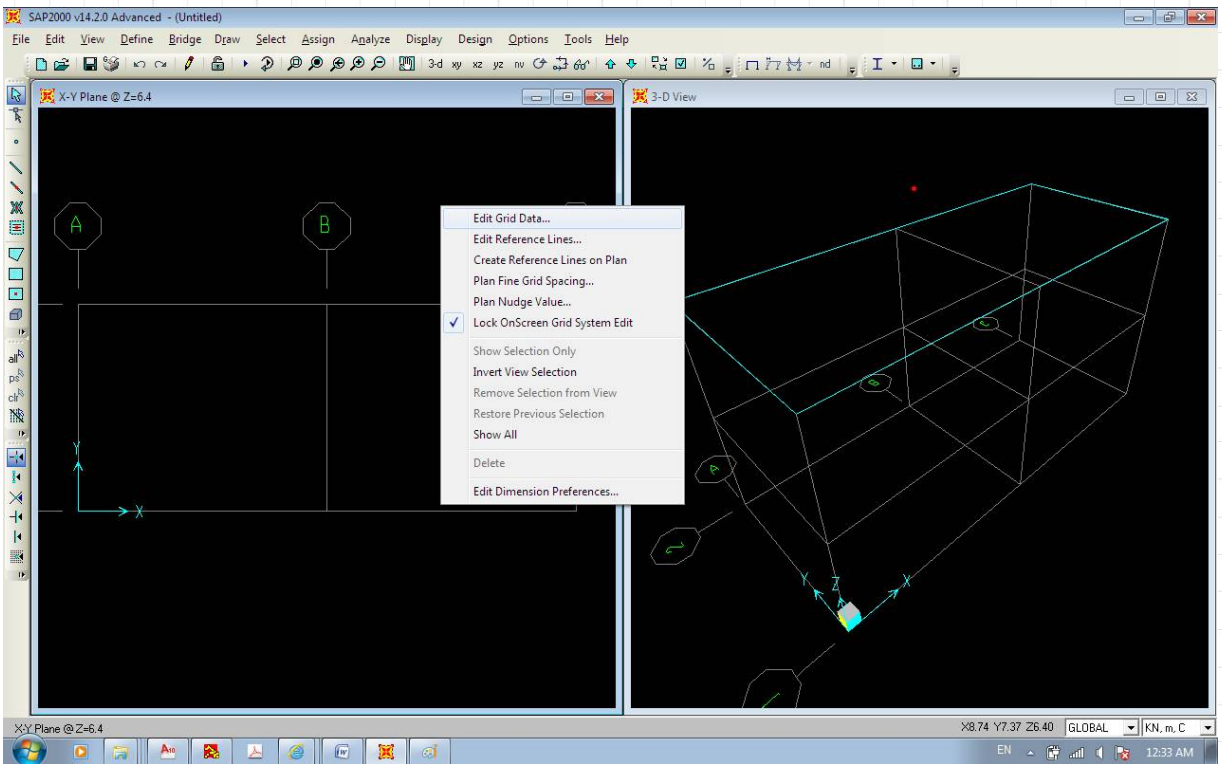 SAP2000 v14.2.0 Advanced - (Untitled)
File Edit View Define Bridge Draw Select Assign Analyze Display Design Options Tools Help
3-d xy xz yz nv nd
X-Y Plane @ Z=6.4
3-D View
A B
Edit Grid Data...
Edit Reference Lines...
Create Reference Lines on Plan
Plan Fine Grid Spacing...
Plan Nudge Value...
Lock OnScreen Grid System Edit
Show Selection Only
Invert View Selection
Remove Selection from View
Restore Previous Selection
Show All
Delete
Edit Dimension Preferences...
all
ps
clr
Y
X
A
B
Y Z X
X-Y Plane @ Z=6.4
X8.74 Y7.37 Z6.40 GLOBAL KN, m, C
EN 12:33 AM